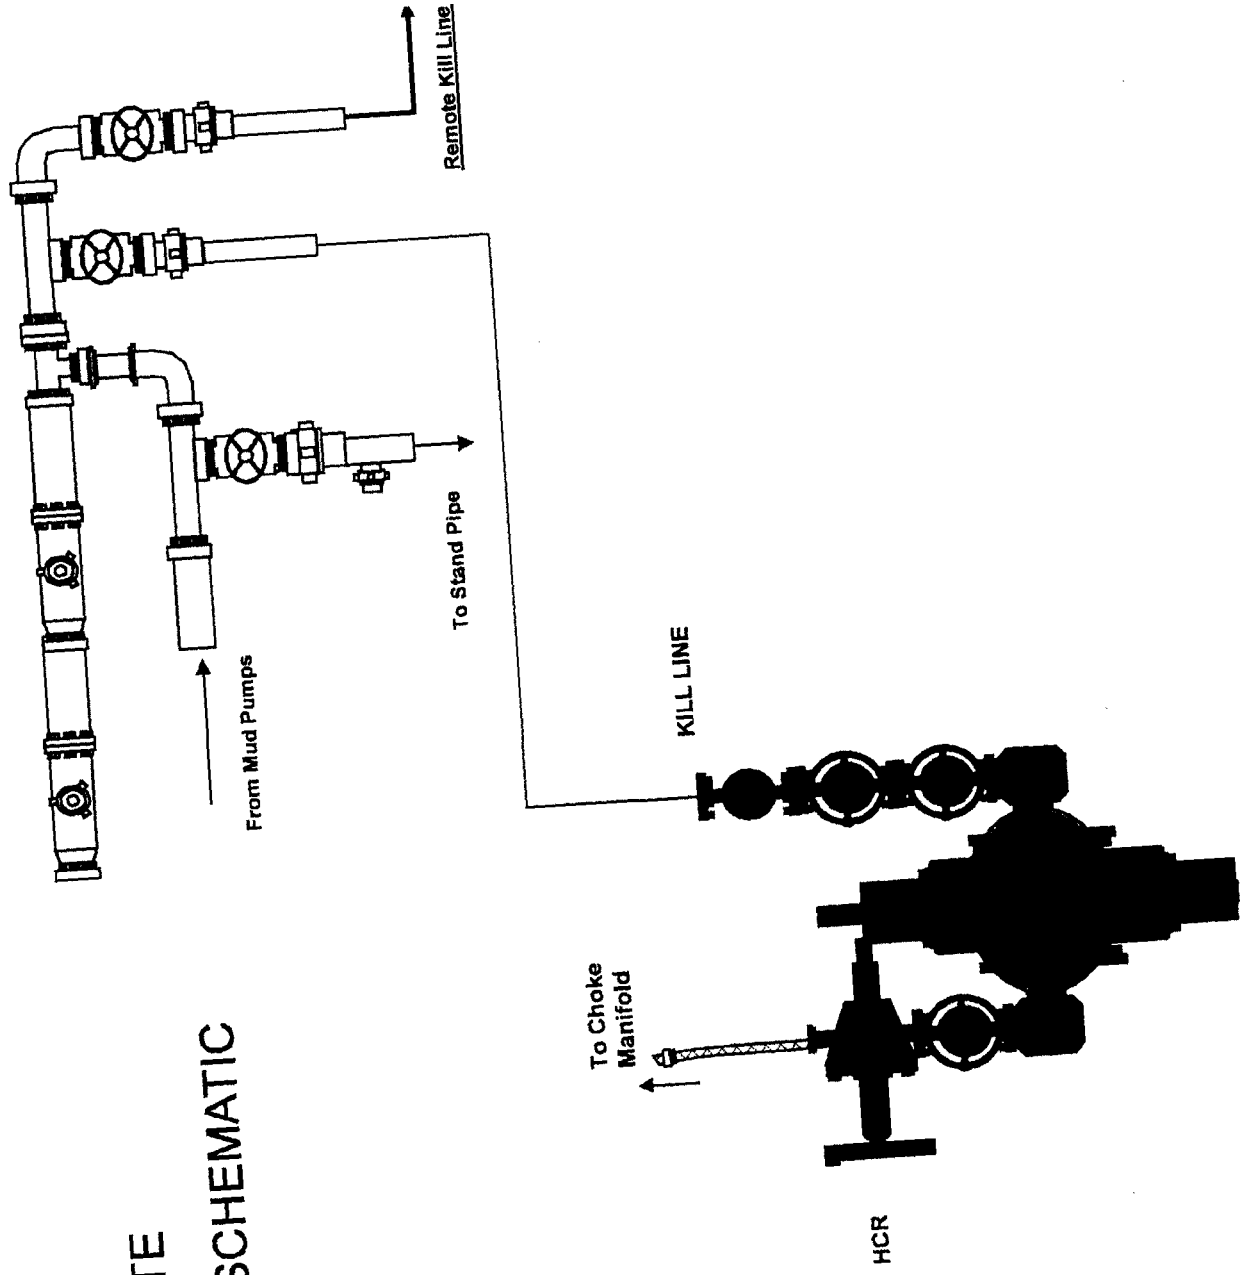 TE
SCHEMATIC
Remote Kill Line
To Stand Pipe
From Mud Pumps
KILL LINE
To Choke
Manifold
HCR